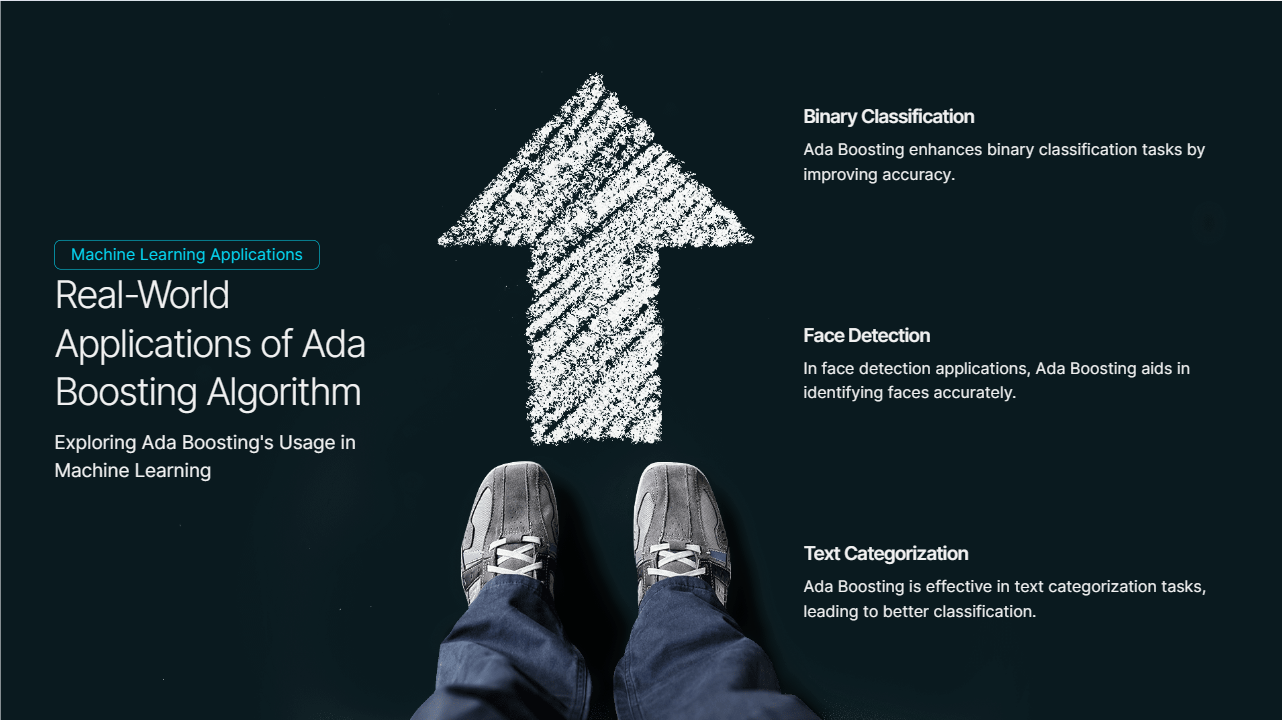 Machine Learning Applications
Real-World
Applications of Ada
Boosting Algorithm
Exploring Ada Boosting's Usage in
Machine Learning
Binary Classification
Ada Boosting enhances binary classification tasks by
improving accuracy.
Face Detection
In face detection applications, Ada Boosting aids in
identifying faces accurately.
Text Categorization
Ada Boosting is effective in text categorization tasks,
leading to better classification.